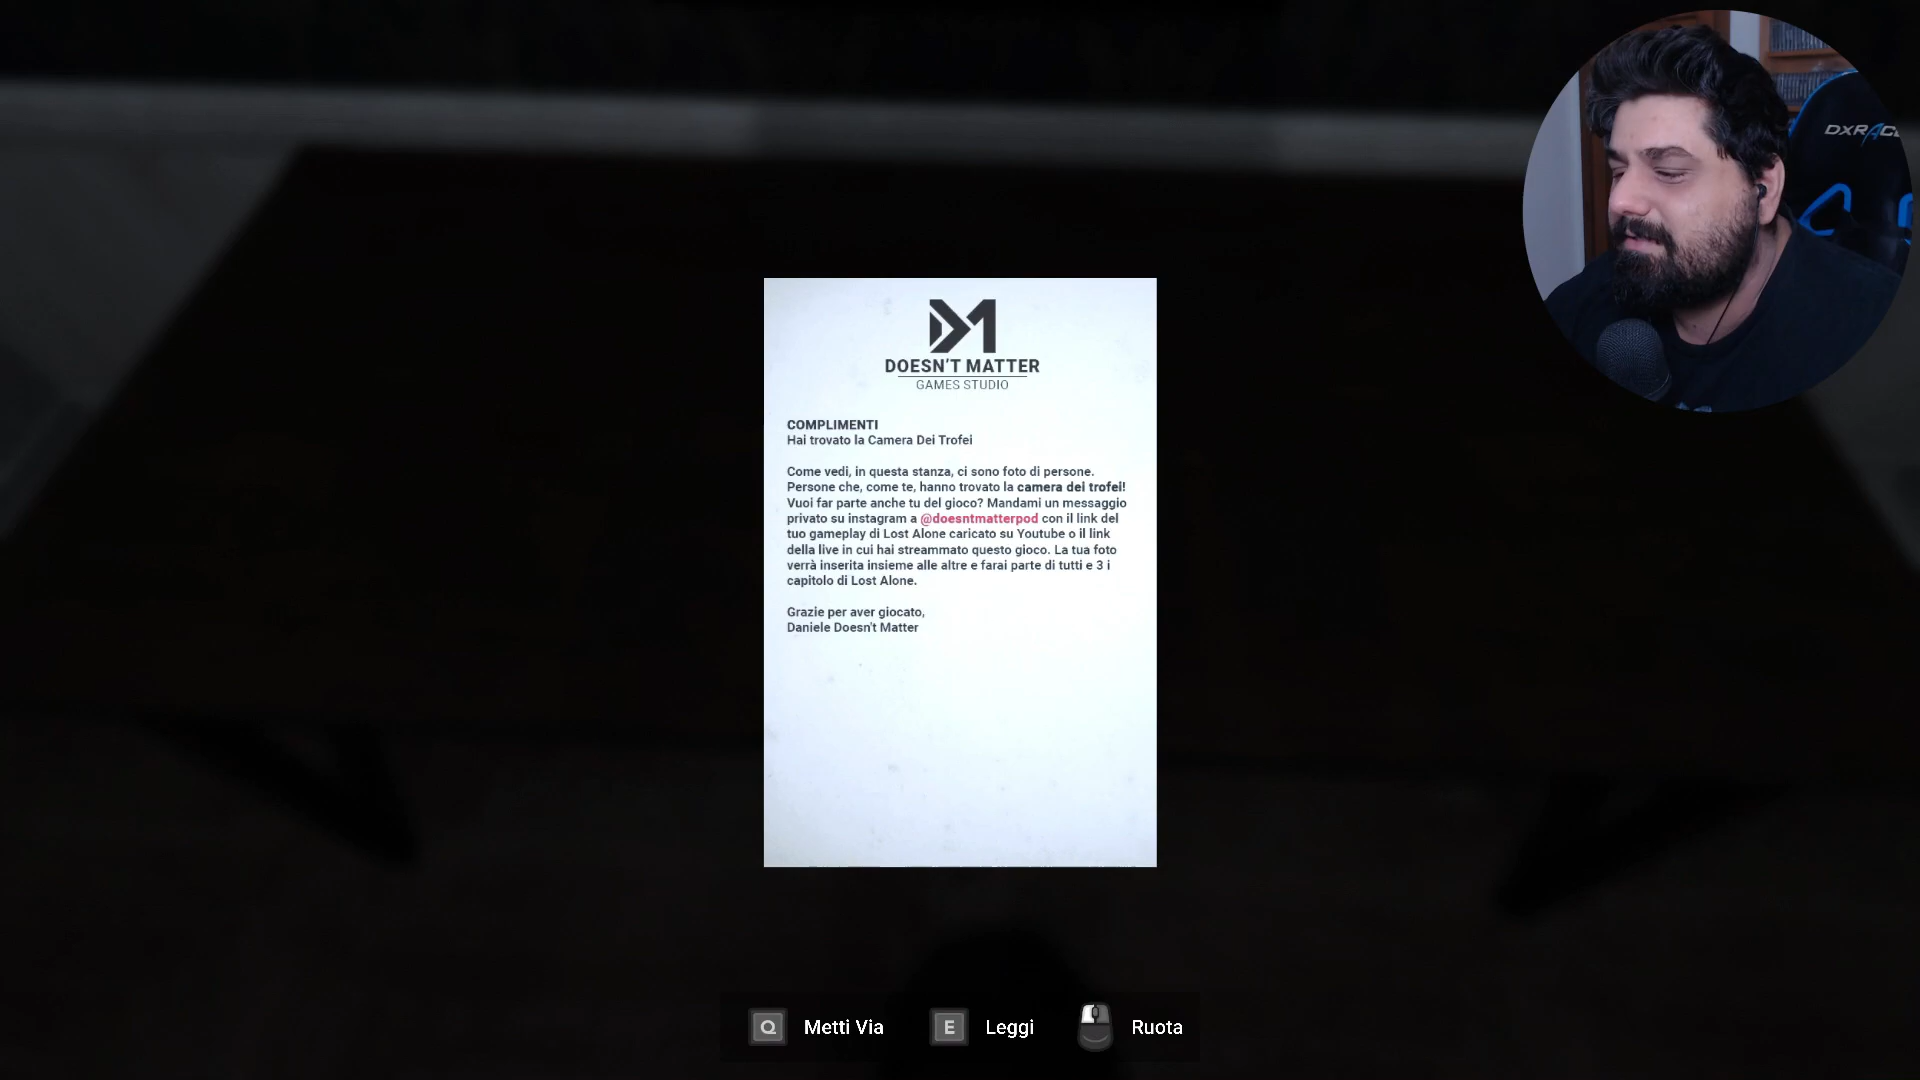 DXRAC
DOESN'T MATTER
GAMES STUDIO
COMPLIMENTI
Hai trovato la Camera Dei Trofei
Come vedi, in questa stanza, ci sono foto di persone.
Persone che, come te, hanno trovato la camera dei trofei!
Vuoi far parte anche tu del gioco? Mandami un messaggio
privato su instagram a @doesntmatterpod con il link del
tuo gameplay di Lost Alone caricato su Youtube o il link
della live in cui hai streammato questo gioco. La tua foto
verrà inserita insieme alle altre e farai parte di tutti e 3 i
capitolo di Lost Alone.
Grazie per aver giocato,
Daniele Doesn't Matter
Q Metti Via E Leggi Ruota